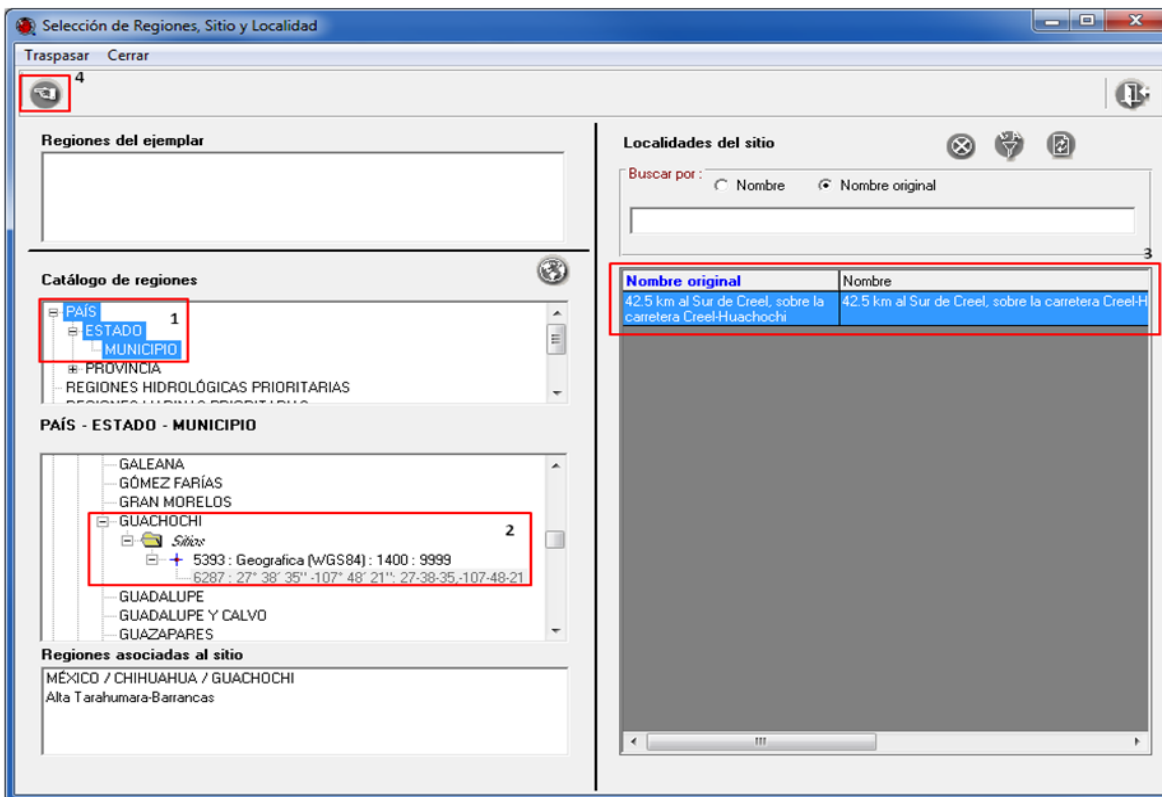 Selección de Regiones, Sitio y Localidad
Traspasar Cerrar
4
Regiones del ejemplar
Catálogo de regiones
PAÍS
1
ESTADO
MUNICIPIO
PROVINCIA
REGIONES HIDROLÓGICAS PRIORITARIAS
PAÍS - ESTADO - MUNICIPIO
GALEANA
GÓMEZ FARÍAS
GRAN MORELOS
GUACHOCHI
2
Sitios
5393 : Geografica (WGS84) : 1400 : 9999
6287 : 27° 38´ 35'' -107° 48´ 21'': 27-38-35,-107-48-21
GUADALUPE
GUADALUPE Y CALVO
GUAZAPARES
Regiones asociadas al sitio
MÉXICO / CHIHUAHUA / GUACHOCHI
Alta Tarahumara-Barrancas
Localidades del sitio
Buscar por :
Nombre Nombre original
3
Nombre original Nombre
42.5 km al Sur de Creel, sobre la 42.5 km al Sur de Creel, sobre la carretera Creel-H
carretera Creel-Huachochi